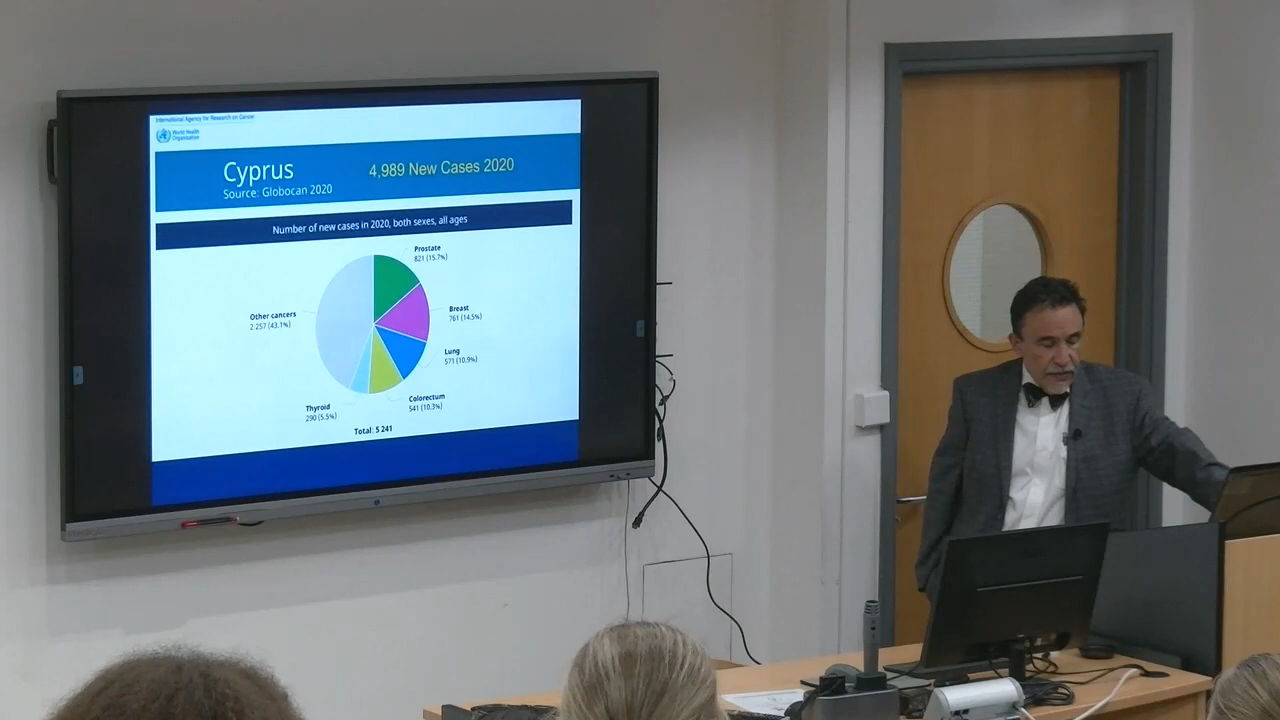 International Agency for Research on Cancer
World Health
Organization
Cyprus
4,989 New Cases 2020
Source: Globocan 2020
Number of new cases in 2020, both sexes, all ages
Prostate
821 (15.7%)
Breast
761 (14.5%)
Other cancers
2 257 (43.1%)
Lung
571 (10.9%)
Colorectum
541 (10.3%)
Thyroid
290 (5.5%)
Total: 5 241